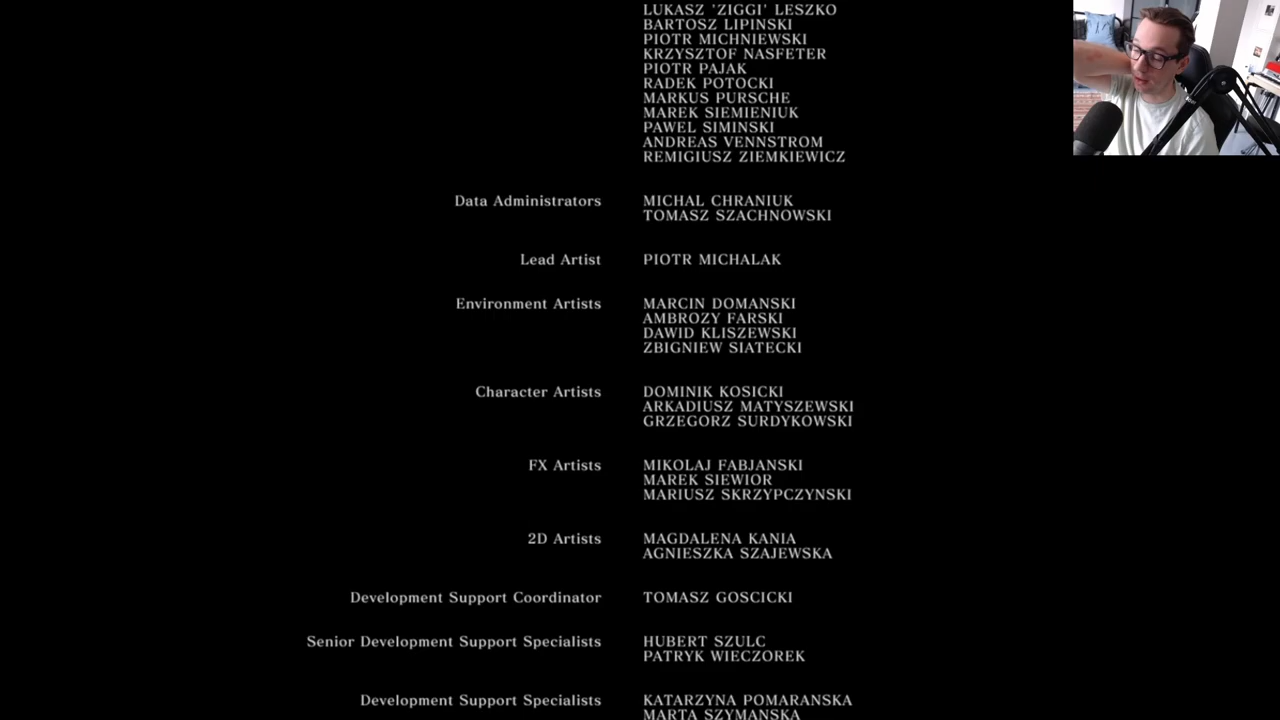 LUKASZ 'ZIGGI' LESZKO
BARTOSZ LIPINSKI
PIOTR MICHNIEWSKI
KRZYSZTOF NASFETER
PIOTR PAJAK
RADEK POTOCKI
MARKUS PURSCHE
MAREK SIEMIENIUK
PAWEL SIMINSKI
ANDREAS VENNSTROM
REMIGIUSZ ZIEMKIEWICZ
Data Administrators MICHAL CHRANIUK
TOMASZ SZACHNOWSKI
Lead Artist PIOTR MICHALAK
Environment Artists MARCIN DOMANSKI
AMBROZY FARSKI
DAWID KLISZEWSKI
ZBIGNIEW SIATECKI
Character Artists DOMINIK KOSICKI
ARKADIUSZ MATYSZEWSKI
GRZEGORZ SURDYKOWSKI
FX Artists MIKOLAJ FABJANSKI
MAREK SIEWIOR
MARIUSZ SKRZYPCZYNSKI
2D Artists MAGDALENA KANIA
AGNIESZKA SZAJEWSKA
Development Support Coordinator TOMASZ GOSCICKI
Senior Development Support Specialists HUBERT SZULC
PATRYK WIECZOREK
Development Support Specialists KATARZYNA POMARANSKA
MARTA SZYMANSKA